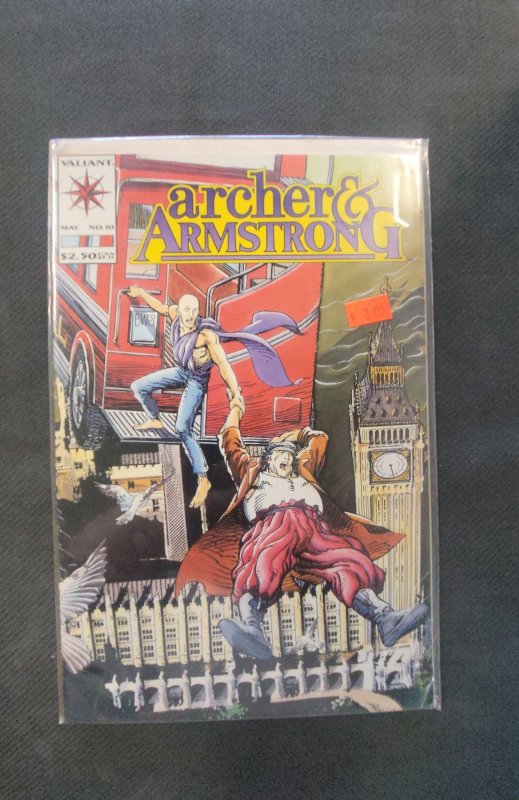 VALIANT
MAY NO.10
$2.50
archer &
ARMSTRONG